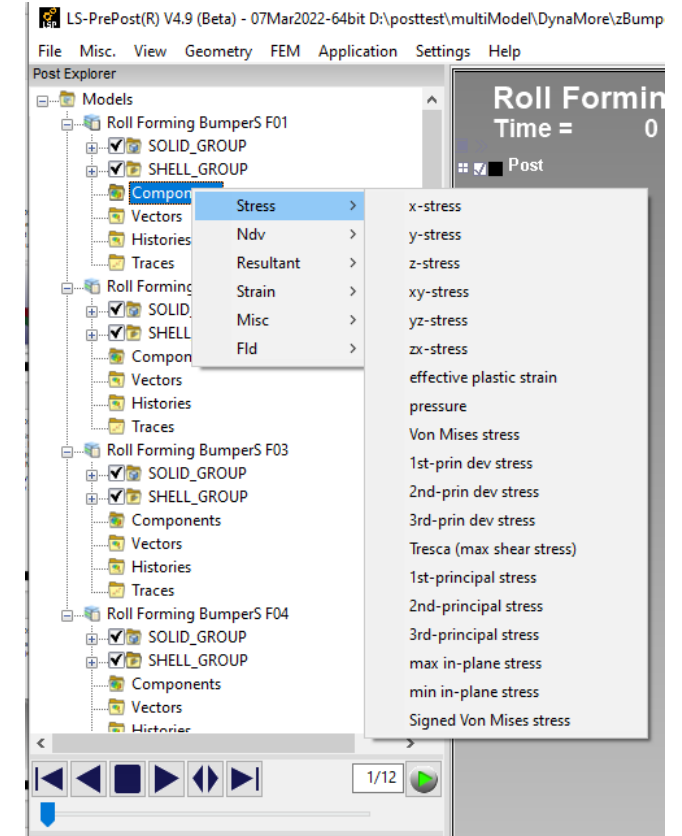 LS-PrePost(R) V4.9 (Beta) - 07Mar2022-64bit D:\posttest\multiModel\DynaMore\zBump
File Misc. View Geometry FEM Application Settings Help
Post Explorer
Models
Roll Forming BumperS F01
SOLID_GROUP
SHELL_GROUP
Compon
Vectors
Histories
Traces
Roll Forming
SOLID
SHELL
Compon
Vectors
Histories
Traces
Roll Forming BumperS F03
SOLID_GROUP
SHELL_GROUP
Components
Vectors
Histories
Traces
Roll Forming BumperS F04
SOLID_GROUP
SHELL_GROUP
Components
Vectors
Histories
1/12
Stress
Ndv
Resultant
Strain
Misc
Fld
x-stress
y-stress
z-stress
xy-stress
yz-stress
zx-stress
effective plastic strain
pressure
Von Mises stress
1st-prin dev stress
2nd-prin dev stress
3rd-prin dev stress
Tresca (max shear stress)
1st-principal stress
2nd-principal stress
3rd-principal stress
max in-plane stress
min in-plane stress
Signed Von Mises stress
Roll Formin
Time = 0
Post